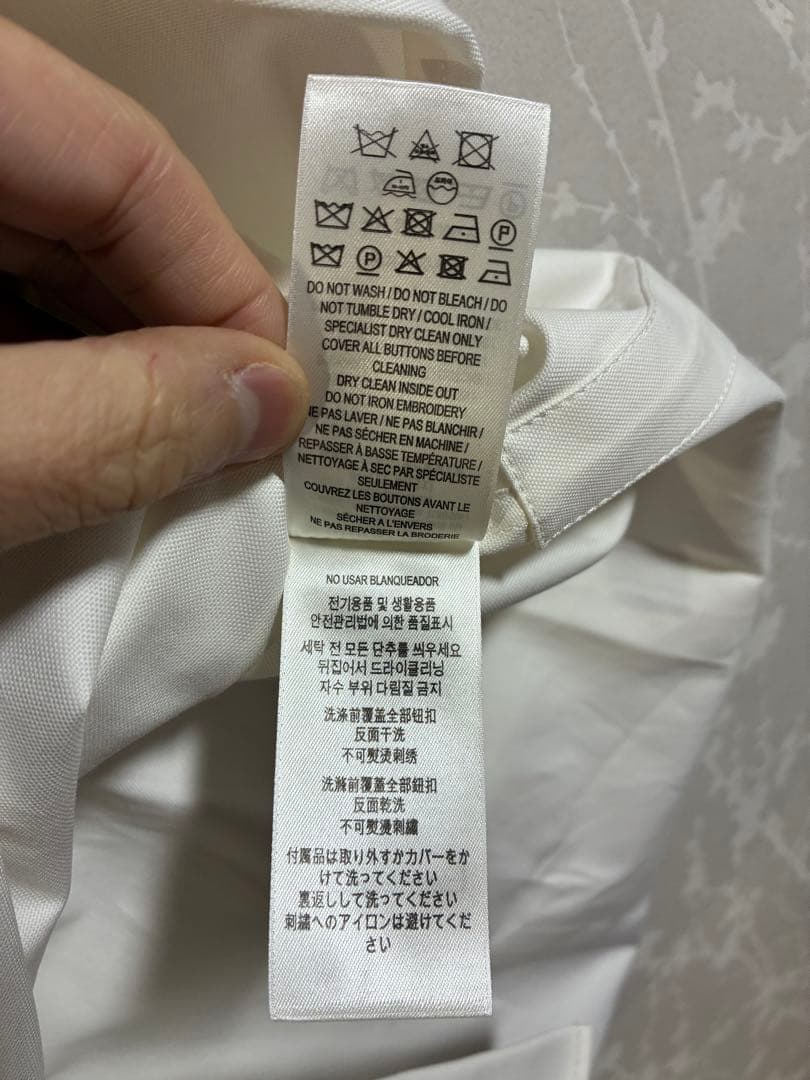 DO NOT WASH / DO NOT BLEACH / DO
NOT TUMBLE DRY / COOL IRON /
SPECIALIST DRY CLEAN ONLY
COVER ALL BUTTONS BEFORE
CLEANING
DRY CLEAN INSIDE OUT
DO NOT IRON EMBROIDERY
NE PAS LAVER / NE PAS BLANCHIR /
NE PAS SÉCHER EN MACHINE /
REPASSER À BASSE TEMPÉRATURE /
NETTOYAGE À SEC PAR SPÉCIALISTE
SEULEMENT
COUVREZ LES BOUTONS AVANT LE
NETTOYAGE
SÉCHER A L'ENVERS
NE PAS REPASSER LA BRODERIE
NO USAR BLANQUEADOR
전기용품 및 생활용품
안전관리법에 의한 품질표시
세탁 전 모든 단추를 씌우세요
뒤집어서 드라이클리닝
자수 부위 다림질 금지
洗涤前覆盖全部钮扣
反面干洗
不可熨烫刺绣
洗滌前覆蓋全部鈕扣
反面乾洗
不可熨燙刺繡
付属品は取り外すかカバーをか
けて洗ってください
裏返しして洗ってください
刺繍へのアイロンは避けてくだ
さい